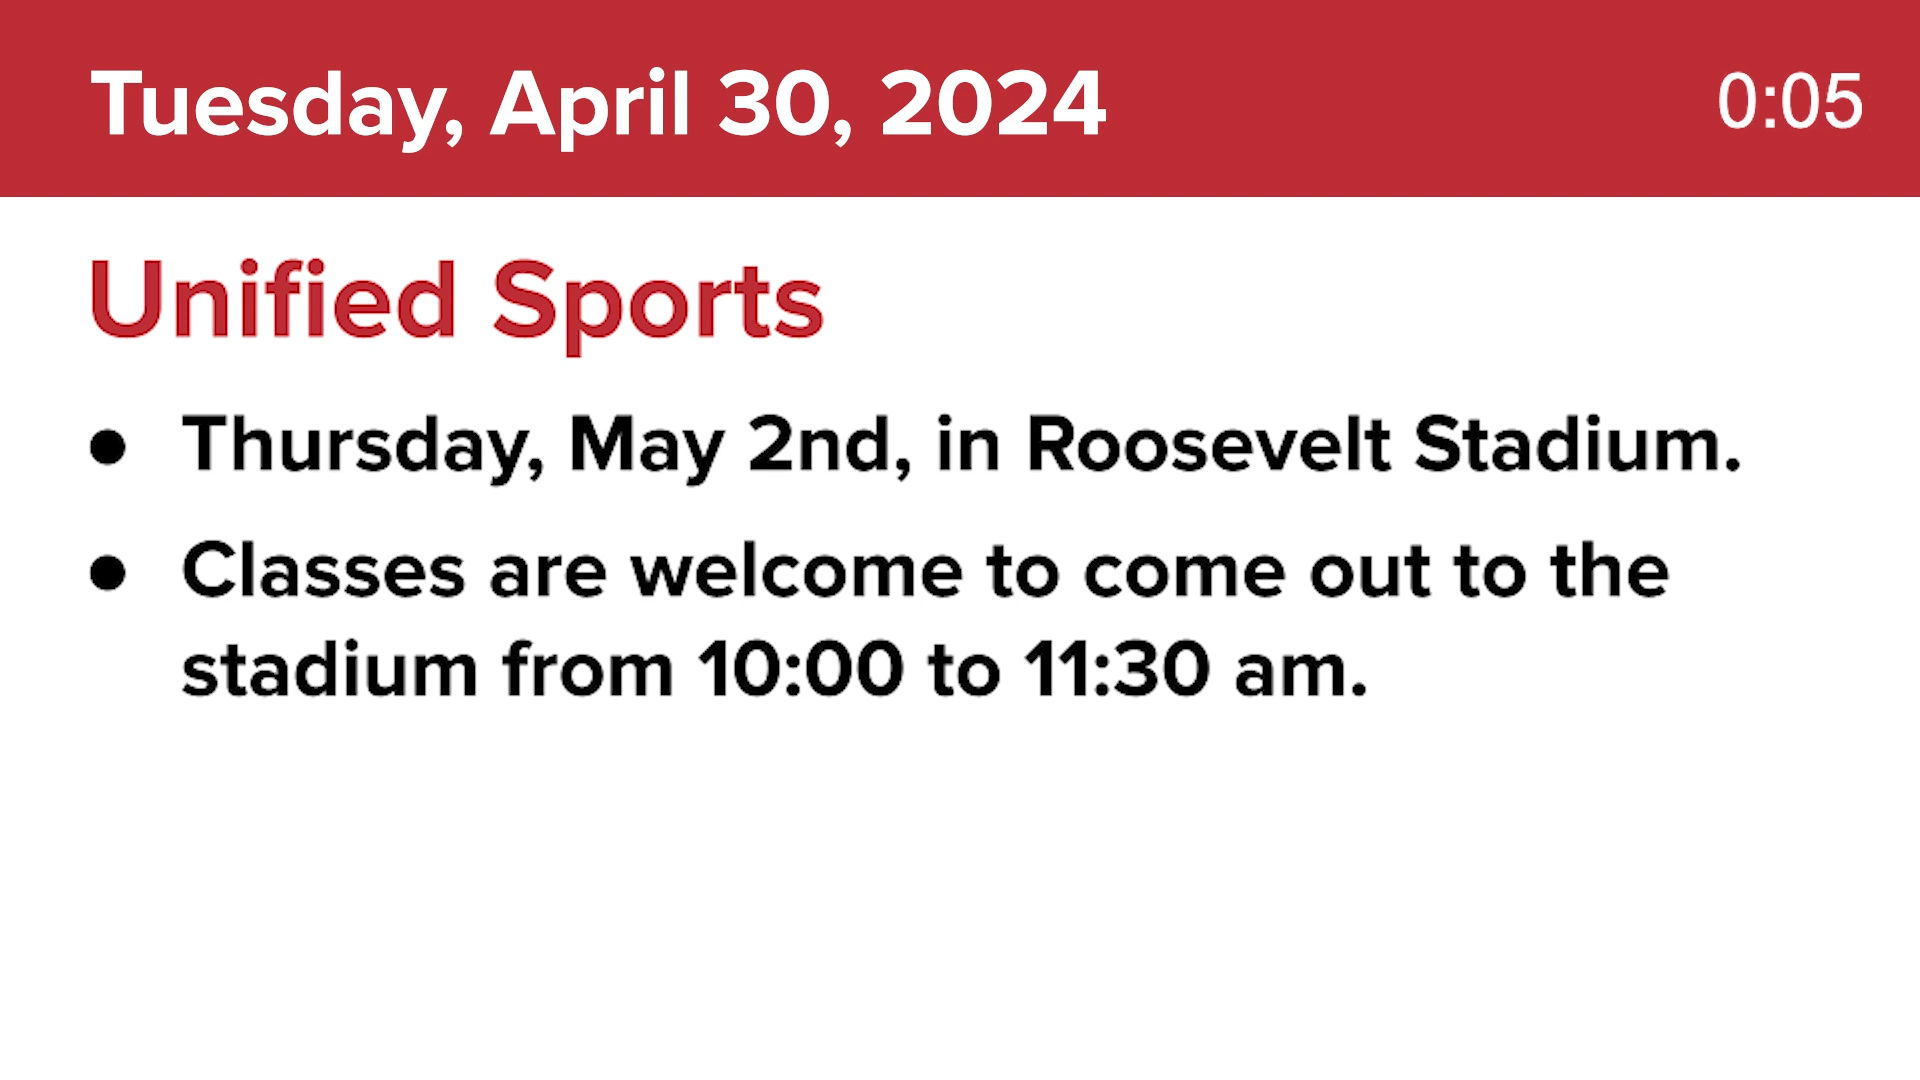 Tuesday, April 30, 2024
0:05
Unified Sports
● Thursday, May 2nd, in Roosevelt Stadium.
● Classes are welcome to come out to the
stadium from 10:00 to 11:30 am.